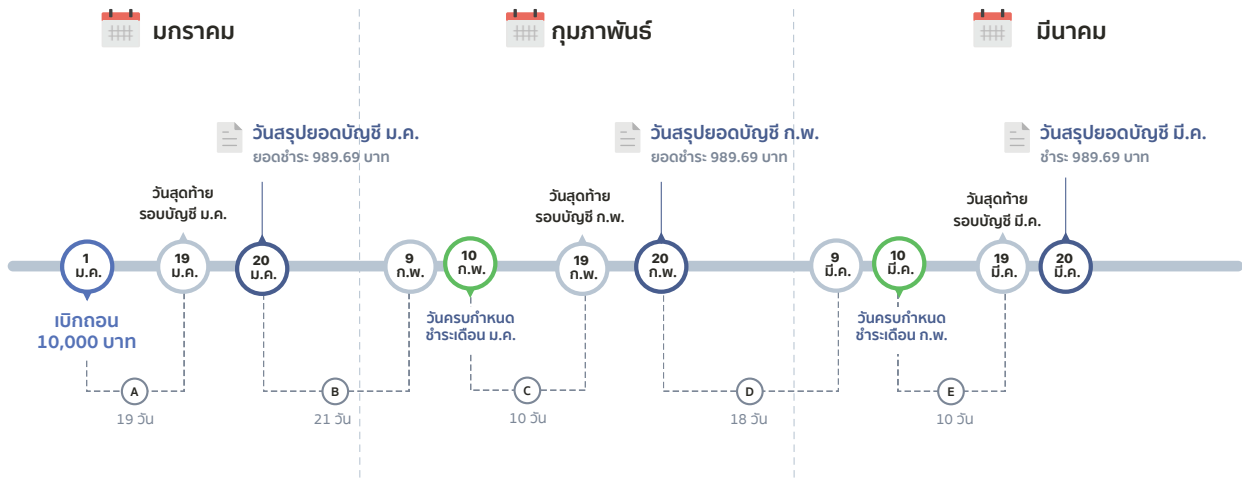 มกราคม
กุมภาพันธ์
มีนาคม
วันสรุปยอดบัญชี ม.ค.
ยอดชำระ 989.69 บาท
วันสรุปยอดบัญชี ก.พ.
ยอดชำระ 989.69 บาท
วันสรุปยอดบัญชี มี.ค.
ชำระ 989.69 บาท
วันสุดท้าย
รอบบัญชี ม.ค.
วันสุดท้าย
รอบบัญชี ก.พ.
วันสุดท้าย
รอบบัญชี มี.ค.
1
ม.ค.
19
ม.ค.
20
ม.ค.
9
ก.พ.
10
ก.พ.
19
ก.พ.
20
ก.พ.
9
มี.ค.
10
มี.ค.
19
มี.ค.
20
มี.ค.
เบิกถอน
10,000 บาท
วันครบกำหนด
ชำระเดือน ม.ค.
วันครบกำหนด
ชำระเดือน ก.พ.
A
B
C
D
E
19 วัน
21 วัน
10 วัน
18 วัน
10 วัน